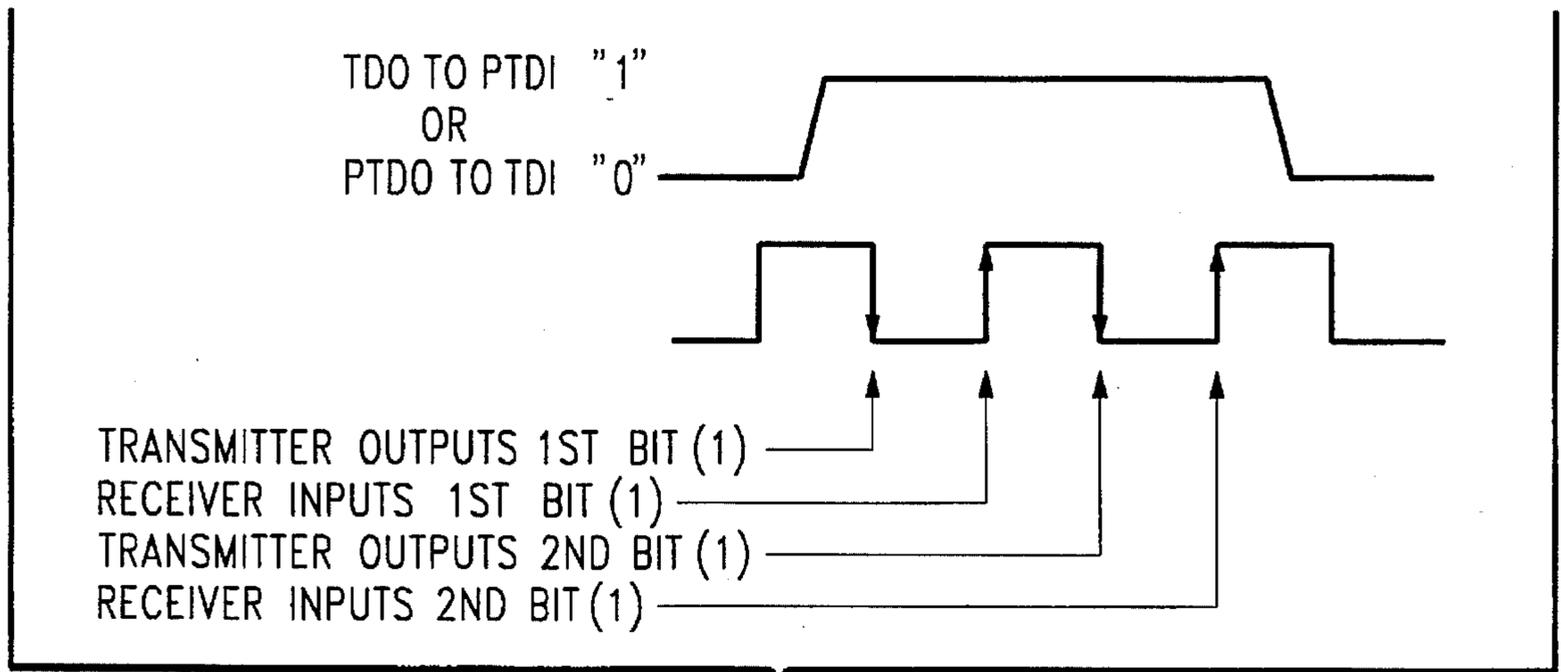 TDO TO PTDI "1"
OR
PTDO TO TDI "0"
TRANSMITTER OUTPUTS 1ST BIT (1)
RECEIVER INPUTS 1ST BIT (1)
TRANSMITTER OUTPUTS 2ND BIT (1)
RECEIVER INPUTS 2ND BIT (1)